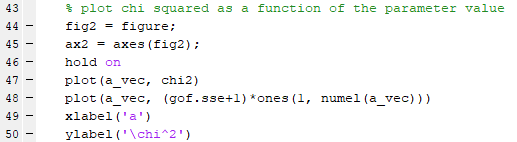 43 % plot chi squared as a function of the parameter value
44 – fig2 = figure;
45 – ax2 = axes(fig2);
46 – hold on
47 – plot(a_vec, chi2)
48 – plot(a_vec, (gof.sse+1)*ones(1, numel(a_vec)))
49 – xlabel('a')
50 – ylabel('\chi^2')